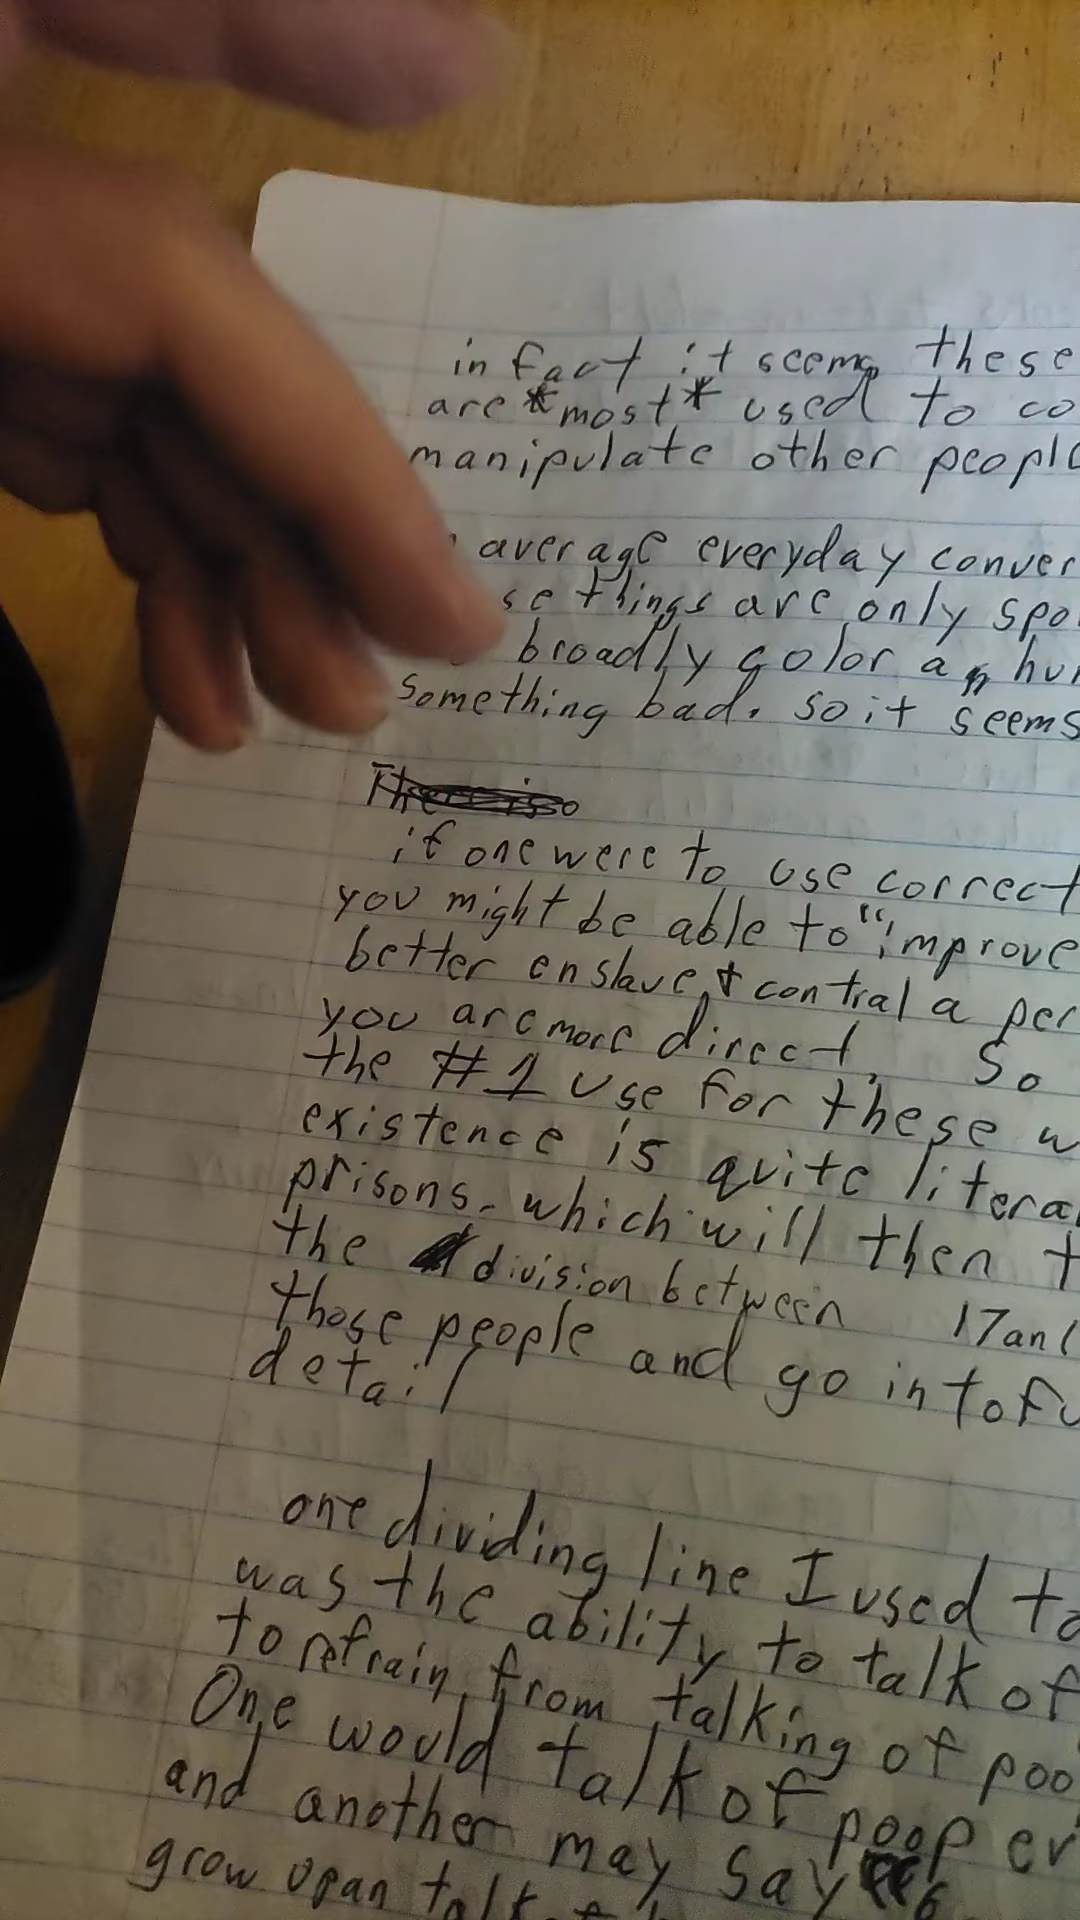 in fact it seems these
are *most* used to co
manipulate other people
average everyday conver
se things are only spo
broadly color a hu
something bad. so it seems
if one were to use correct
you might be able to "improve
better enslave & contral a per
you are more direct, So
the #1 use for these w
existence is quite litera
prisons. which will then t
the division between 17an
those people and go intofu
detail
one dividing line I used to
was the ability to talk of
to refrain from talking of poo
One would talk of poop er
and another may say
grow up an talk